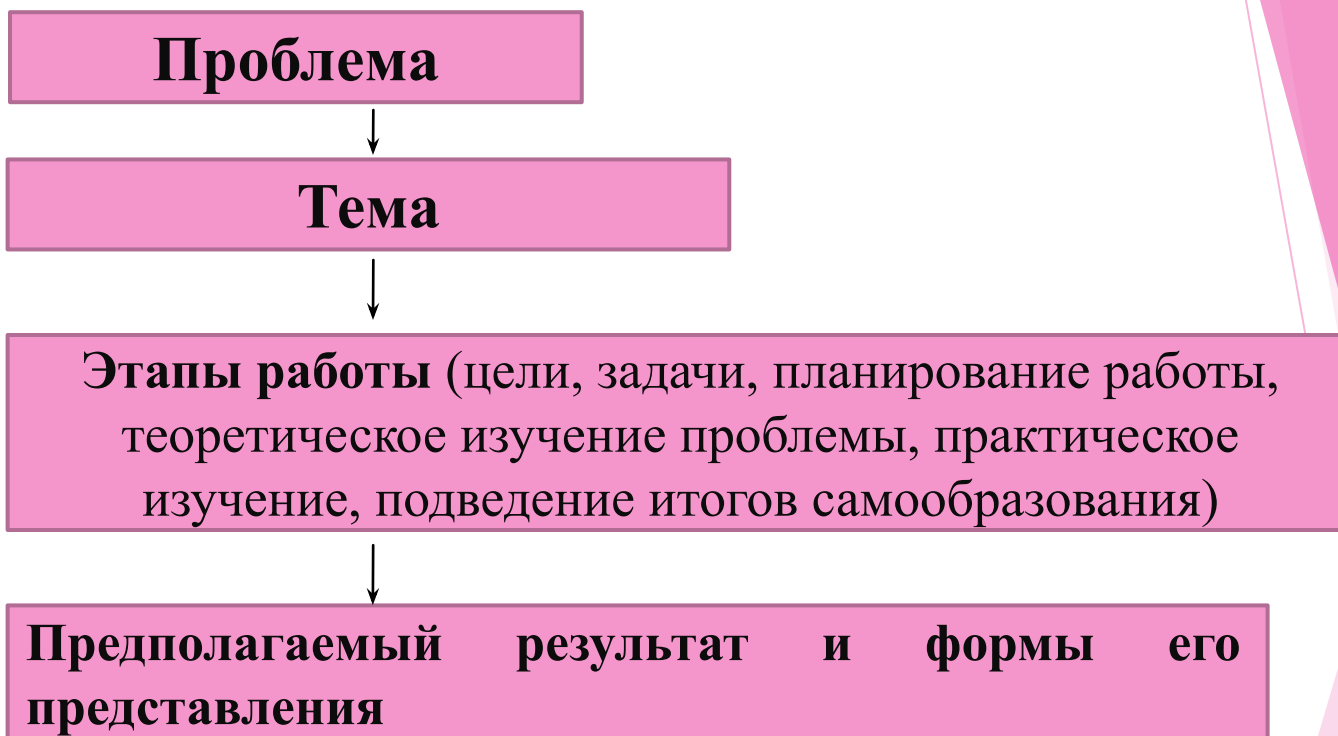 Проблема
Тема
Этапы работы (цели, задачи, планирование работы,
теоретическое изучение проблемы, практическое
изучение, подведение итогов самообразования)
Предполагаемый результат и формы его
представления